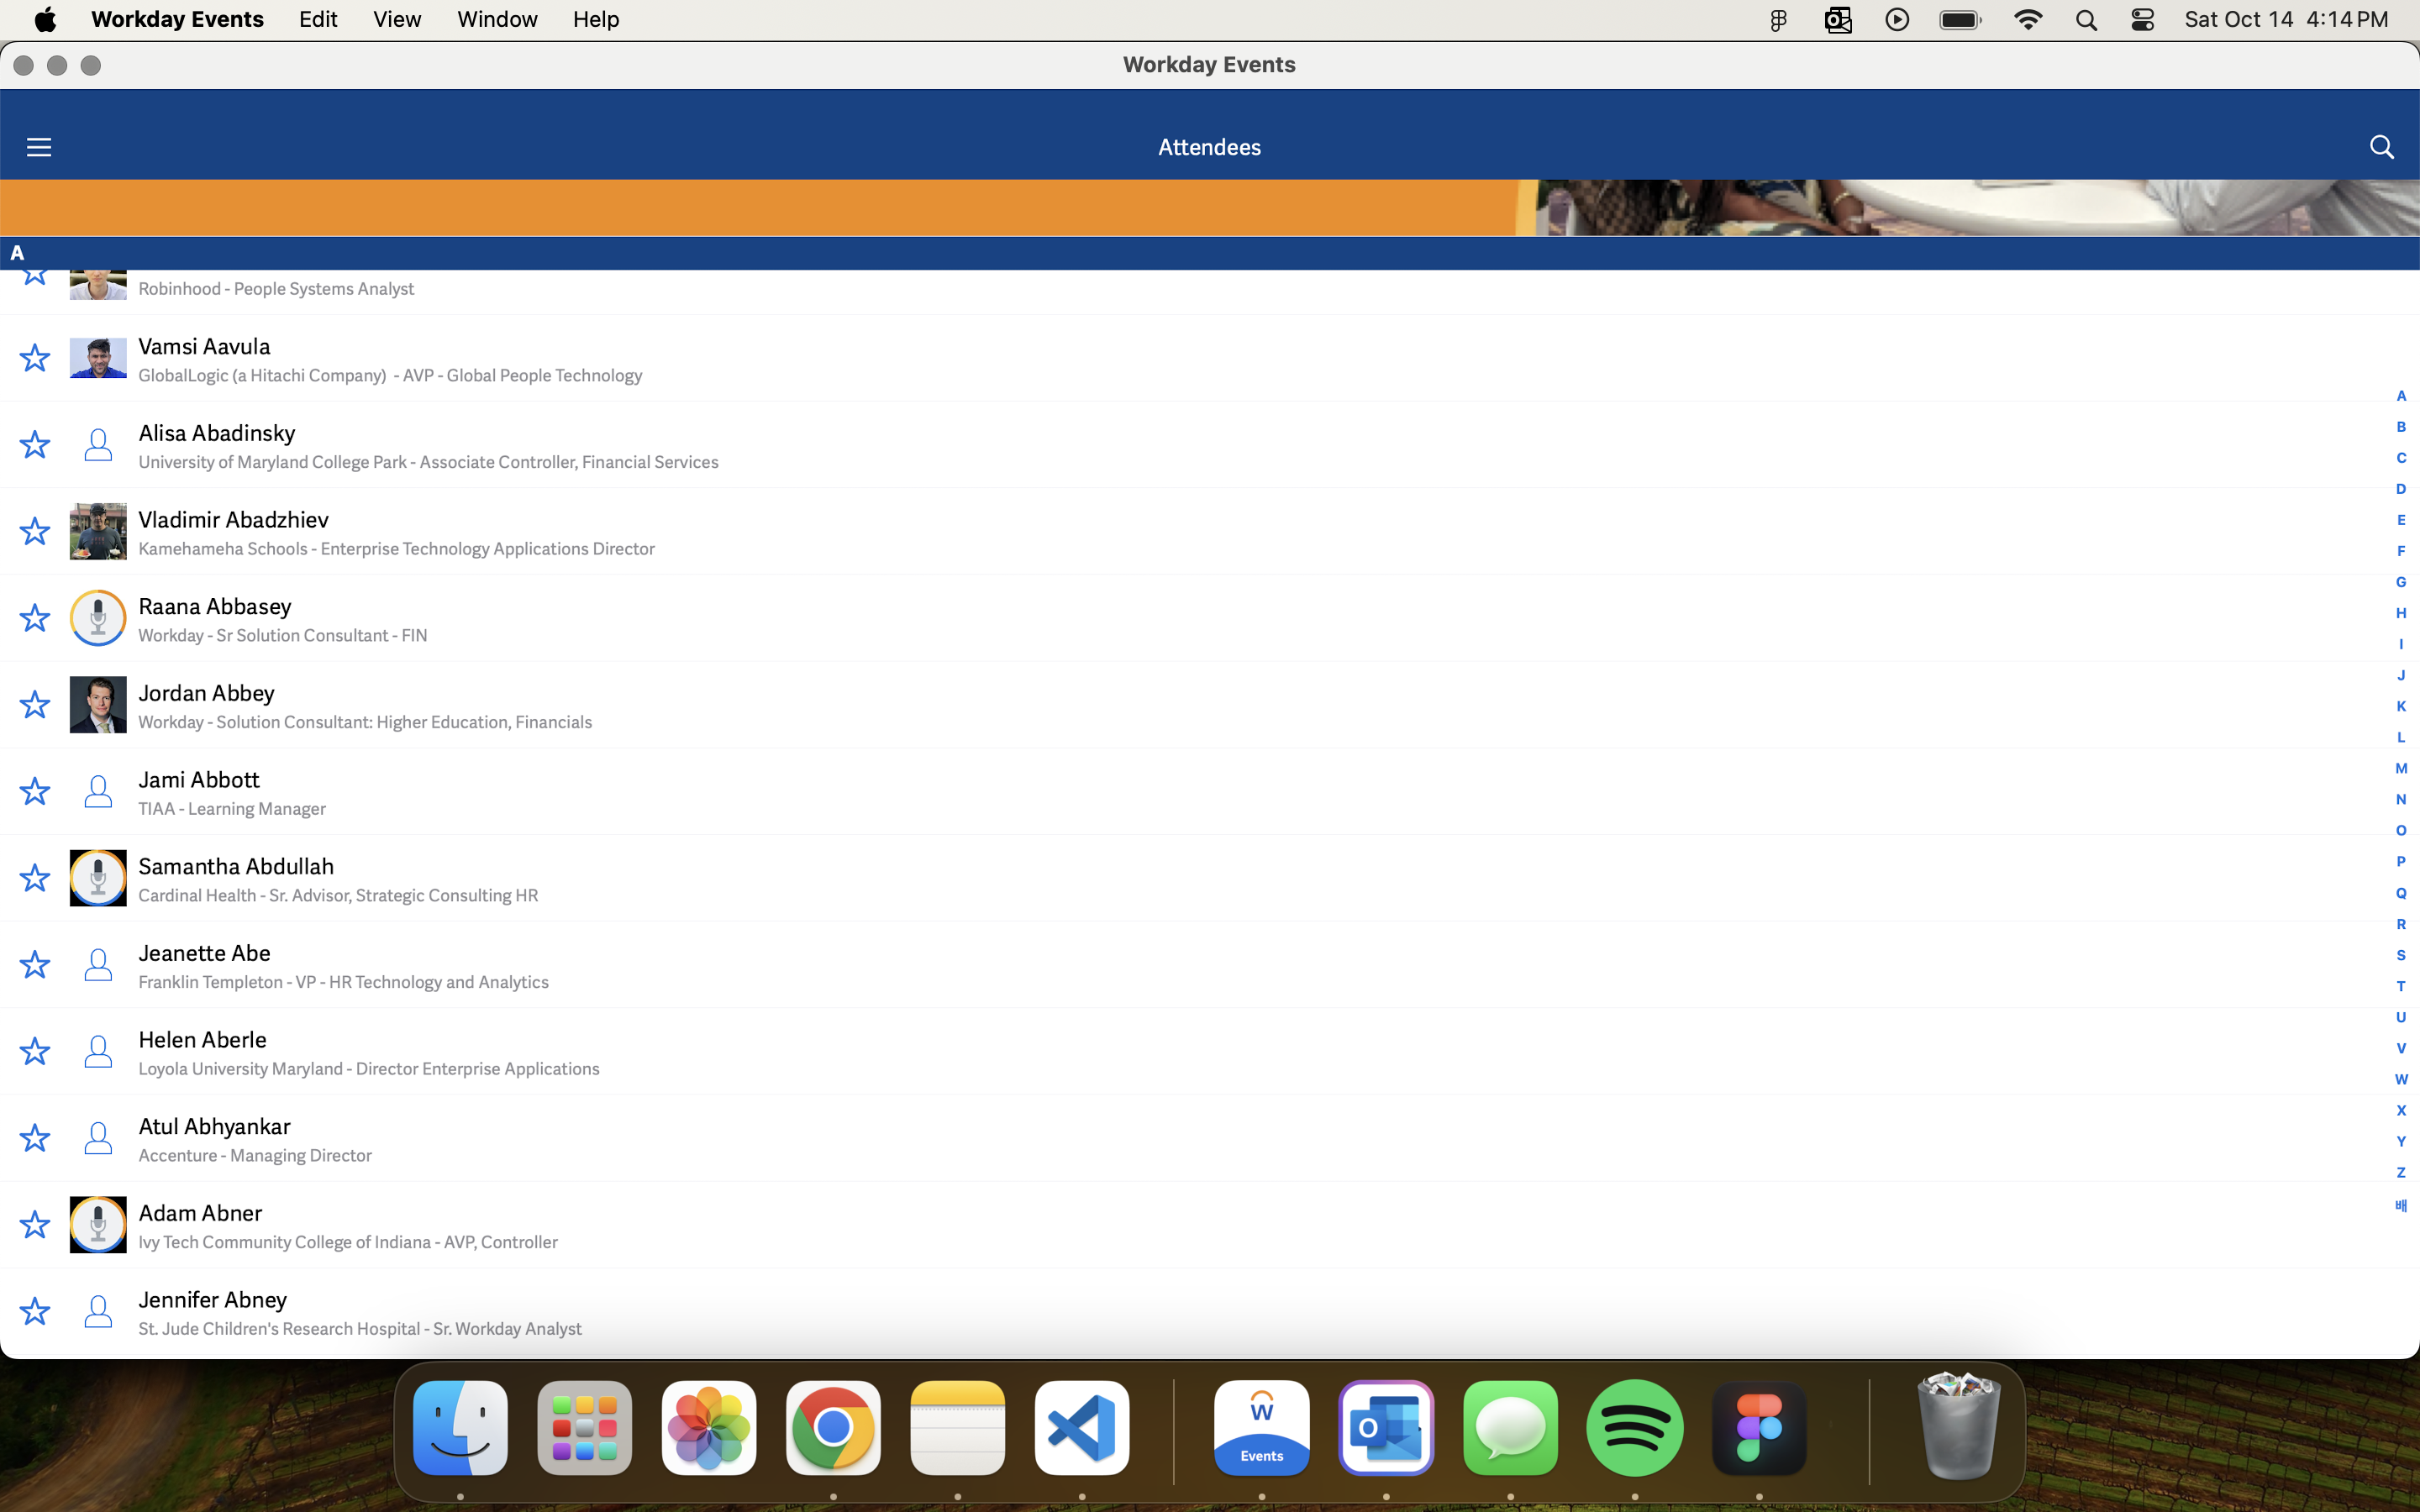 Workday Events Edit View Window Help Sat Oct 14 4:14 PM
Workday Events
Attendees
A
Robinhood - People Systems Analyst
Vamsi Aavula
GlobalLogic (a Hitachi Company) - AVP - Global People Technology
Alisa Abadinsky
University of Maryland College Park - Associate Controller, Financial Services
Vladimir Abadzhiev
Kamehameha Schools - Enterprise Technology Applications Director
Raana Abbasey
Workday - Sr Solution Consultant - FIN
Jordan Abbey
Workday - Solution Consultant: Higher Education, Financials
Jami Abbott
TIAA - Learning Manager
Samantha Abdullah
Cardinal Health - Sr. Advisor, Strategic Consulting HR
Jeanette Abe
Franklin Templeton - VP - HR Technology and Analytics
Helen Aberle
Loyola University Maryland - Director Enterprise Applications
Atul Abhyankar
Accenture - Managing Director
Adam Abner
Ivy Tech Community College of Indiana - AVP, Controller
Jennifer Abney
St. Jude Children's Research Hospital - Sr. Workday Analyst
A
B
C
D
E
F
G
H
I
J
K
L
M
N
O
P
Q
R
S
T
U
V
W
X
Y
Z
배
W
Events
O